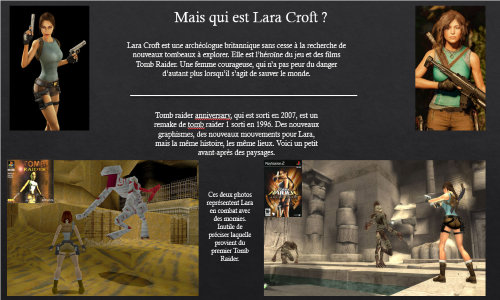 Mais qui est Lara Croft ?
Lara Croft est une archéologue britannique sans cesse à la recherche de
nouveaux tombeaux à explorer. Elle est l'héroïne du jeu et des films
Tomb Raider. Une femme courageuse, qui n'a pas peur du danger
d'autant plus lorsqu'il s'agit de sauver le monde.
Tomb raider anniversary, qui est sorti en 2007, est un
remake de tomb raider 1 sorti en 1996. Des nouveaux
graphismes, des nouveaux mouvements pour Lara,
mais la même histoire, les même lieux. Voici un petit
avant-après des paysages.
TOMB
RAIDER
Ces deux photos
représentent Lara
en combat avec
des momies.
Inutile de
préciser laquelle
provient du
premier Tomb
Raider.
PlayStation 2
RAIDER